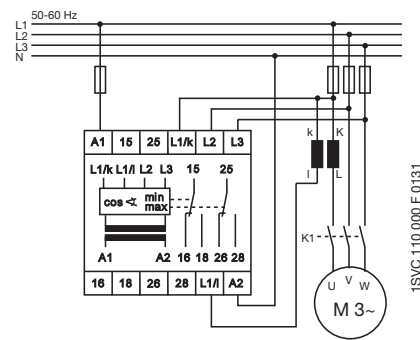 50-60 Hz
L1
L2
L3
N
A1 15 25 L1/k L2 L3
k K
L1/k L1/l L2 L3 15 25
l L
cos ∢ min
max
K1
A1 A2 16 18 26 28
U V W
16 18 26 28 L1/l A2
M 3~
1SVC 110 000 F 0131